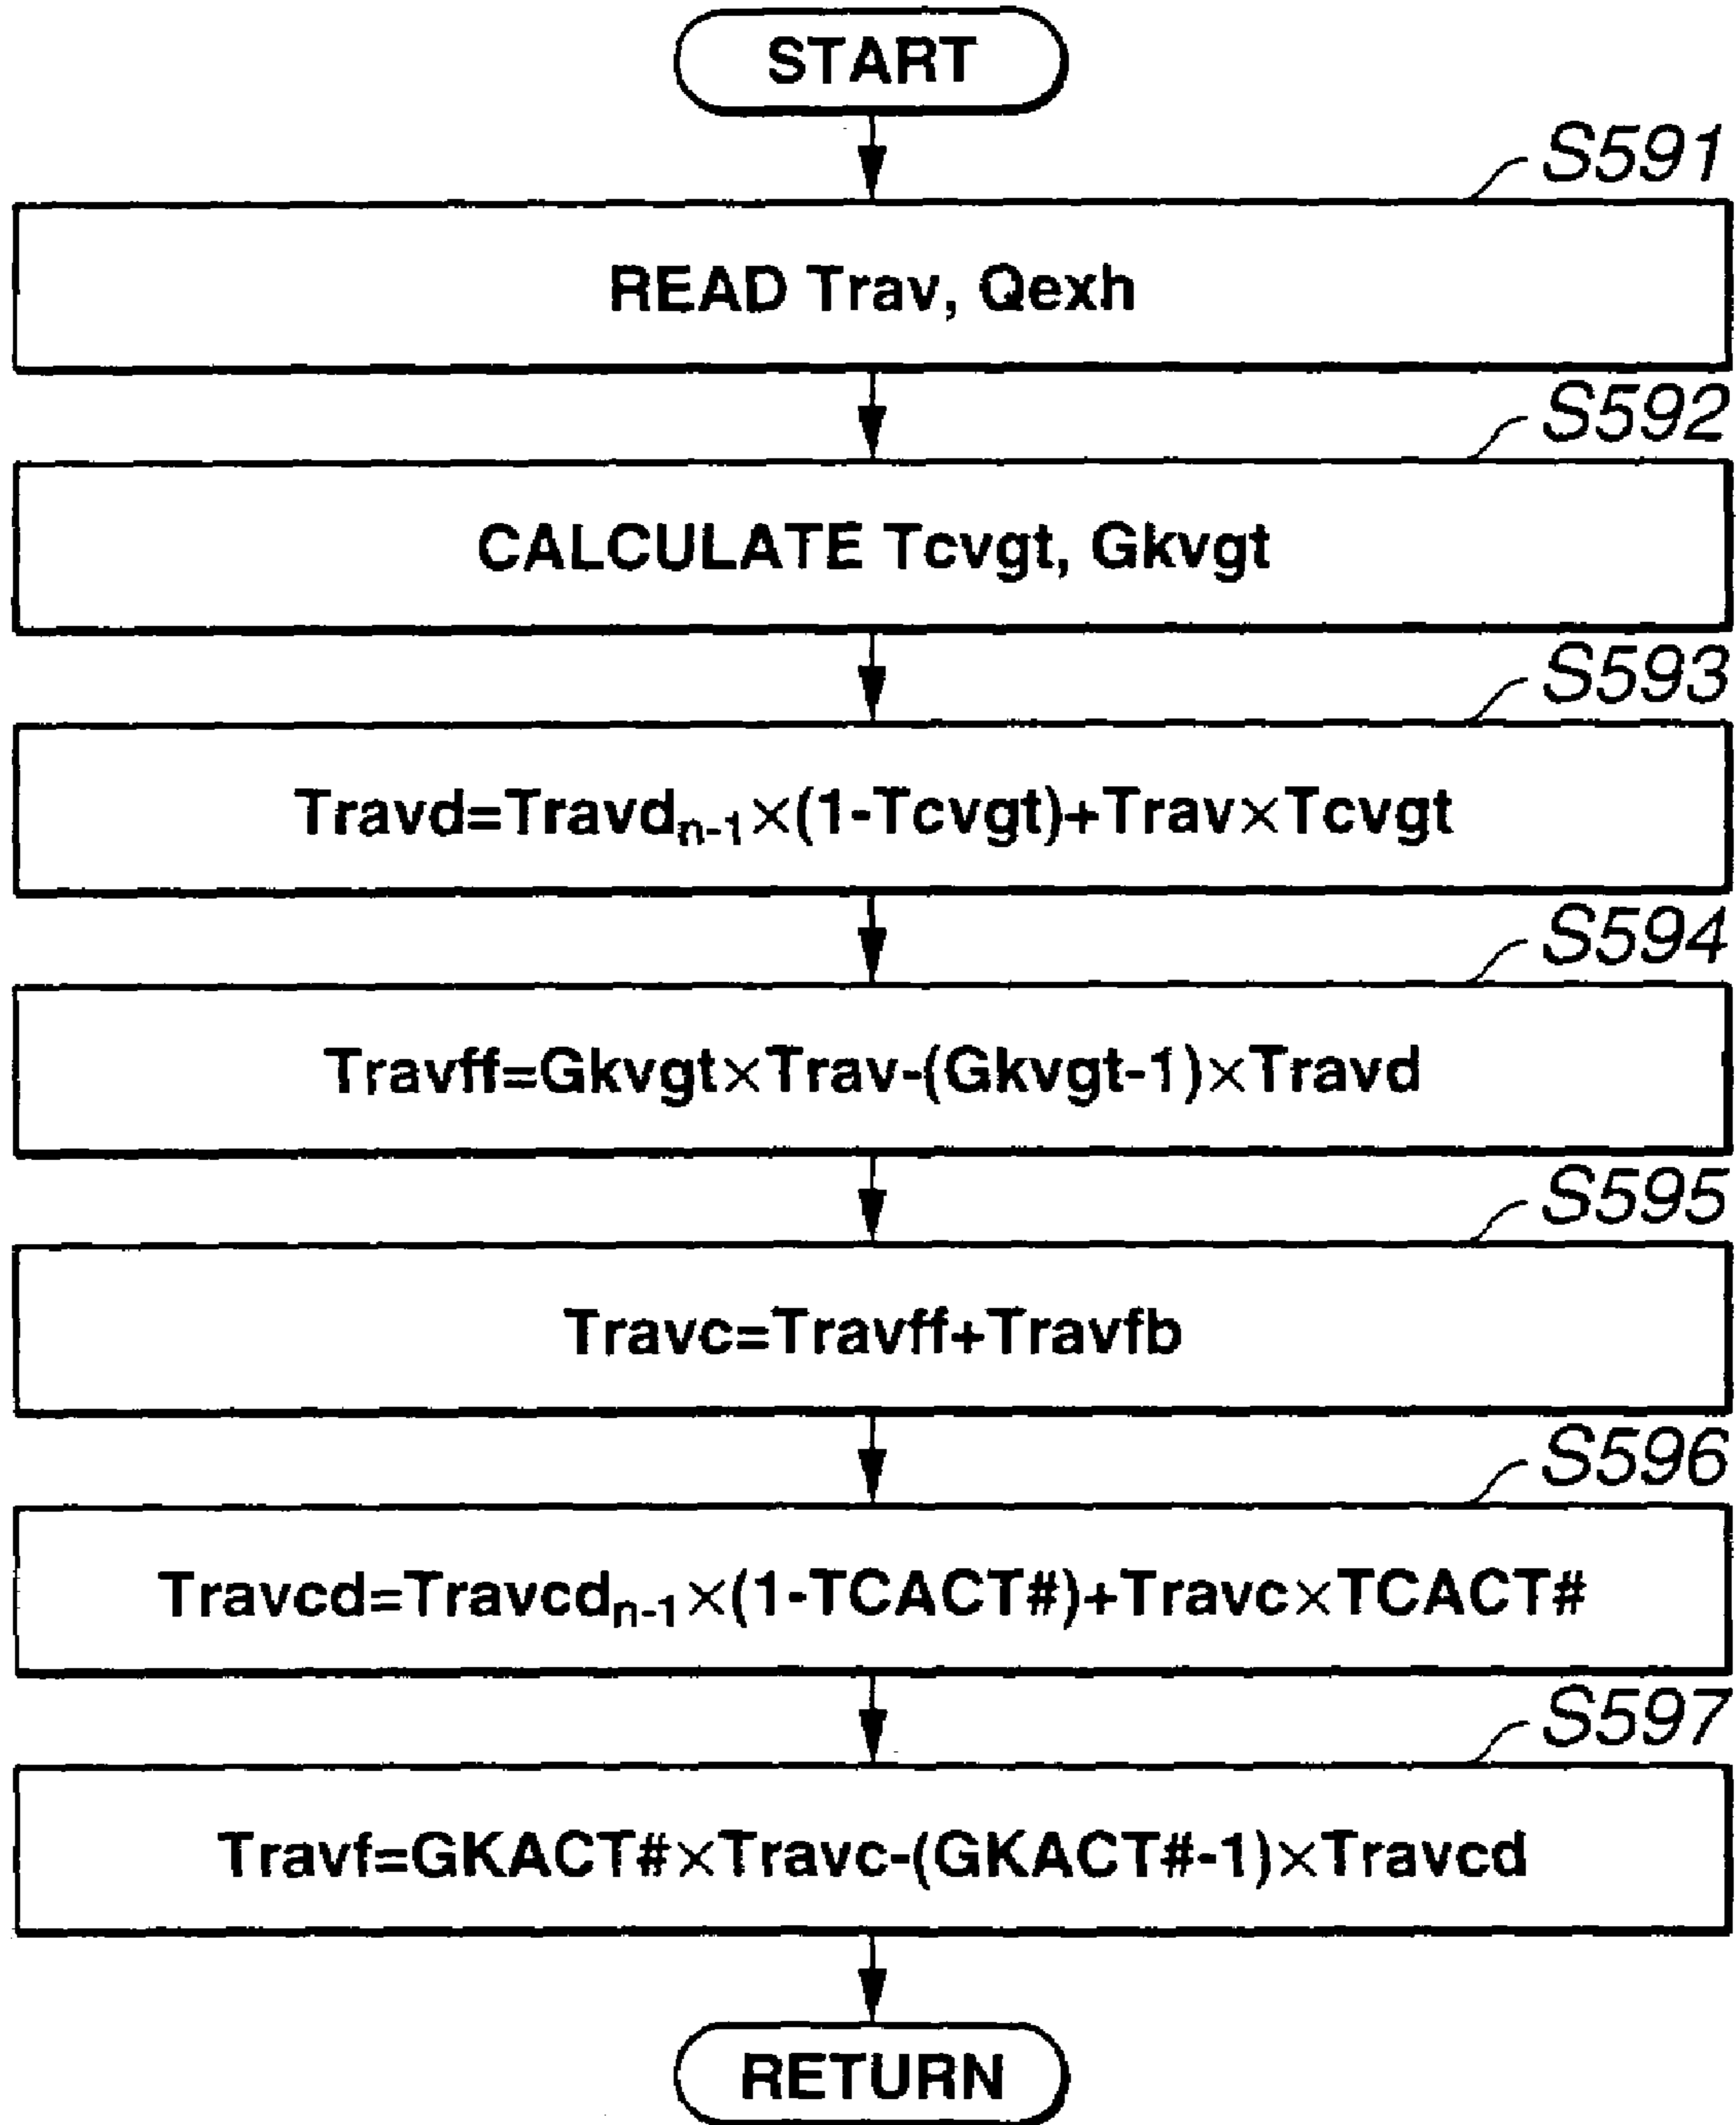 START
S591
READ Trav, Qexh
S592
CALCULATE Tcvgt, Gkvgt
S593
Travd=Travdₙ₋₁×(1-Tcvgt)+Trav×Tcvgt
S594
Travff=Gkvgt×Trav-(Gkvgt-1)×Travd
S595
Travc=Travff+Travfb
S596
Travcd=Travcdₙ₋₁×(1-TCACT#)+Travc×TCACT#
S597
Travf=GKACT#×Travc-(GKACT#-1)×Travcd
RETURN